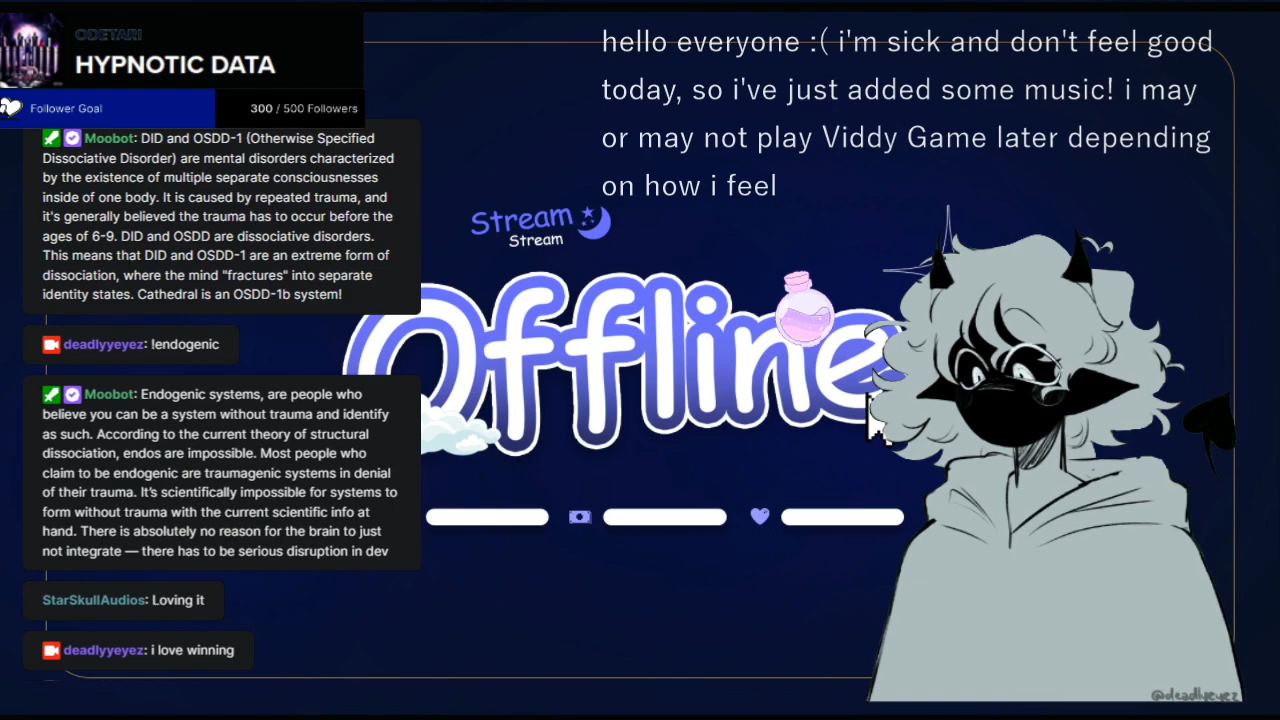 ODETARI
HYPNOTIC DATA
Follower Goal
300 / 500 Followers
Moobot: DID and OSDD-1 (Otherwise Specified
Dissociative Disorder) are mental disorders characterized
by the existence of multiple separate consciousnesses
inside of one body. It is caused by repeated trauma, and
it's generally believed the trauma has to occur before the
ages of 6-9. DID and OSDD are dissociative disorders.
This means that DID and OSDD-1 are an extreme form of
dissociation, where the mind "fractures" into separate
identity states. Cathedral is an OSDD-1b system!
deadlyyeyez: !endogenic
Moobot: Endogenic systems, are people who
believe you can be a system without trauma and identify
as such. According to the current theory of structural
dissociation, endos are impossible. Most people who
claim to be endogenic are traumagenic systems in denial
of their trauma. It's scientifically impossible for systems to
form without trauma with the current scientific info at
hand. There is absolutely no reason for the brain to just
not integrate — there has to be serious disruption in dev
StarSkullAudios: Loving it
deadlyyeyez: i love winning
hello everyone :( i'm sick and don't feel good
today, so i've just added some music! i may
or may not play Viddy Game later depending
on how i feel
Stream
Stream
Offline
@deadlyeyez